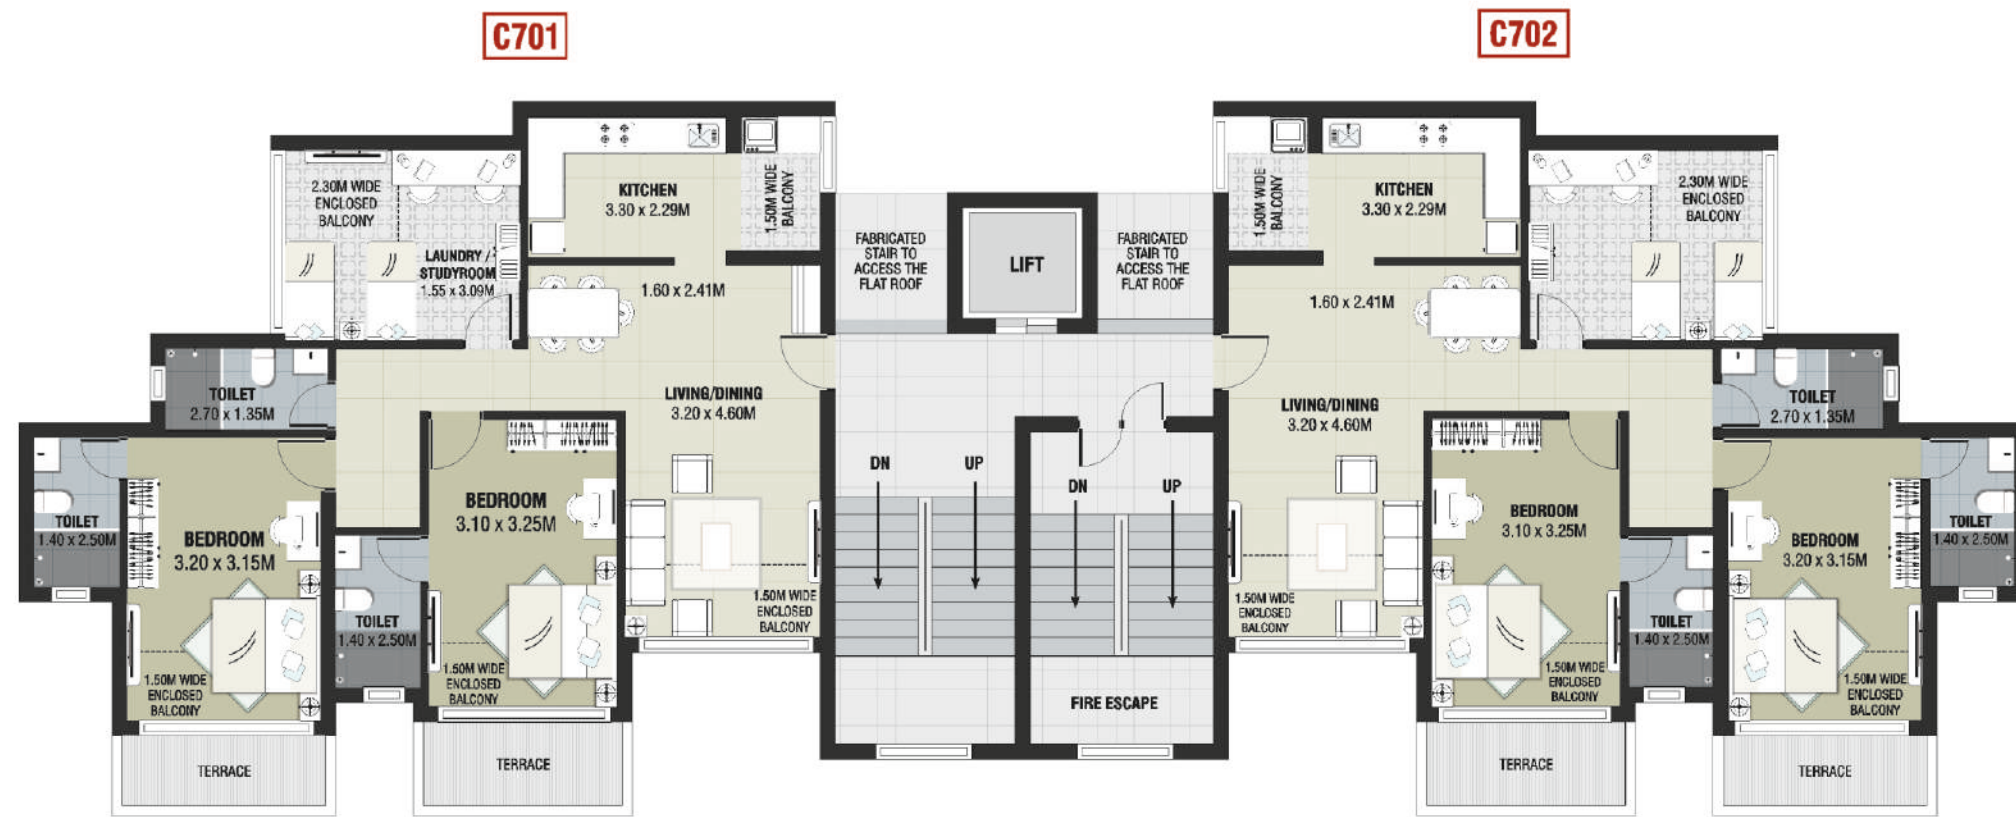 C701
C702
2.30M WIDE
ENCLOSED
BALCONY
LAUNDRY /
STUDYROOM
1.55 x 3.09M
KITCHEN
3.30 x 2.29M
1.50M WIDE
BALCONY
1.60 x 2.41M
TOILET
2.70 x 1.35M
LIVING/DINING
3.20 x 4.60M
TOILET
1.40 x 2.50M
BEDROOM
3.20 x 3.15M
BEDROOM
3.10 x 3.25M
TOILET
1.40 x 2.50M
1.50M WIDE
ENCLOSED
BALCONY
1.50M WIDE
ENCLOSED
BALCONY
1.50M WIDE
ENCLOSED
BALCONY
TERRACE
TERRACE
FABRICATED
STAIR TO
ACCESS THE
FLAT ROOF
LIFT
FABRICATED
STAIR TO
ACCESS THE
FLAT ROOF
DN
UP
DN
UP
FIRE ESCAPE
1.50M WIDE
BALCONY
KITCHEN
3.30 x 2.29M
2.30M WIDE
ENCLOSED
BALCONY
1.60 x 2.41M
LIVING/DINING
3.20 x 4.60M
TOILET
2.70 x 1.35M
BEDROOM
3.10 x 3.25M
BEDROOM
3.20 x 3.15M
TOILET
1.40 x 2.50M
TOILET
1.40 x 2.50M
1.50M WIDE
ENCLOSED
BALCONY
1.50M WIDE
ENCLOSED
BALCONY
1.50M WIDE
ENCLOSED
BALCONY
TERRACE
TERRACE